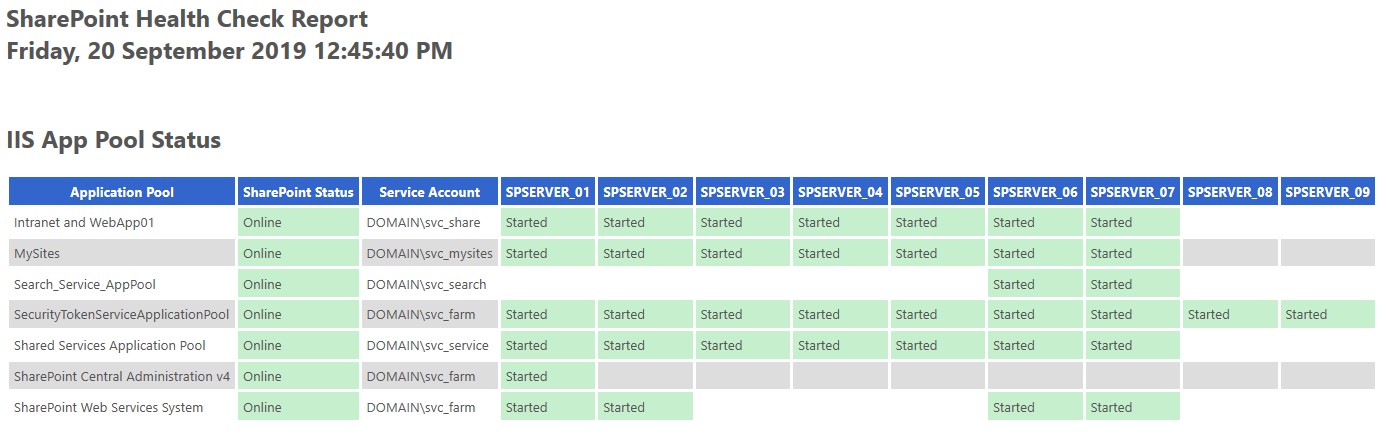 SharePoint Health Check Report
Friday, 20 September 2019 12:45:40 PM
IIS App Pool Status
Application Pool SharePoint Status Service Account SPSERVER_01 SPSERVER_02 SPSERVER_03 SPSERVER_04 SPSERVER_05 SPSERVER_06 SPSERVER_07 SPSERVER_08 SPSERVER_09
Intranet and WebApp01 Online DOMAIN\svc_share Started Started Started Started Started Started Started
MySites Online DOMAIN\svc_mysites Started Started Started Started Started Started Started
Search_Service_AppPool Online DOMAIN\svc_search Started Started
SecurityTokenServiceApplicationPool Online DOMAIN\svc_farm Started Started Started Started Started Started Started Started Started
Shared Services Application Pool Online DOMAIN\svc_service Started Started Started Started Started Started Started
SharePoint Central Administration v4 Online DOMAIN\svc_farm Started
SharePoint Web Services System Online DOMAIN\svc_farm Started Started Started Started